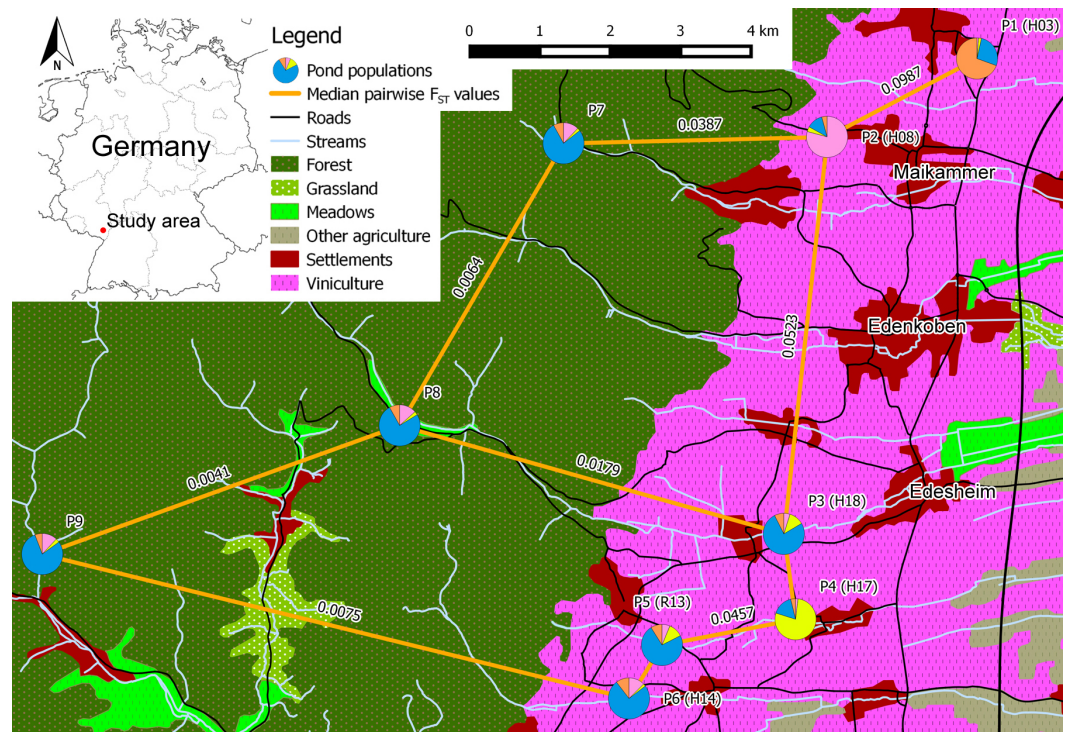 N
Germany
Study area
Legend
Pond populations
Median pairwise FST values
Roads
Streams
Forest
Grassland
Meadows
Other agriculture
Settlements
Viniculture
0 1 2 3 4 km
P1 (H03)
0.0987
P7
0.0387
P2 (H08)
Maikammer
0.0064
0.0523
Edenkoben
P8
0.0041
0.0179
Edesheim
P9
P3 (H18)
0.0075
P4 (H17)
P5 (R13)
0.0457
P6 (H14)